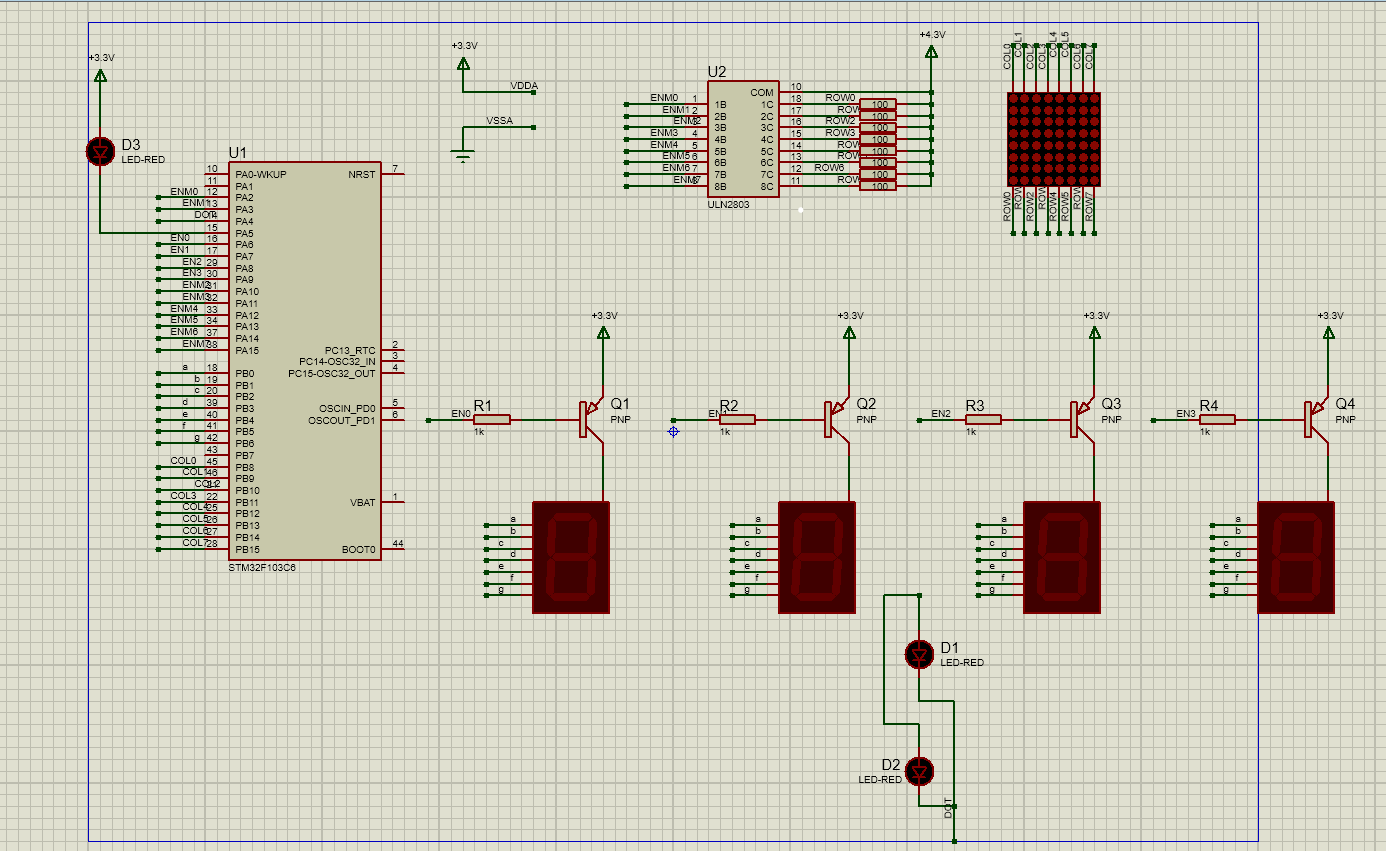 +3.3V
D3
LED-RED
+3.3V
VDDA
VSSA
U1
10 PA0-WKUP NRST 7
11 PA1
ENM0 12 PA2
ENM1 13 PA3
DOT 14 PA4
15 PA5
EN0 16 PA6
EN1 17 PA7
EN2 29 PA8
EN3 30 PA9
ENM2 31 PA10
ENM3 32 PA11
ENM4 33 PA12
ENM5 34 PA13
ENM6 37 PA14
ENM7 38 PA15
PC13_RTC 2
PC14-OSC32_IN 3
PC15-OSC32_OUT 4
a 18 PB0
b 19 PB1
c 20 PB2
d 39 PB3
e 40 PB4
f 41 PB5
g 42 PB6
43 PB7
OSCIN_PD0 5
OSCOUT_PD1 6
COL0 45 PB8
COL1 46 PB9
COL2 PB10
COL3 22 PB11
COL4 25 PB12
COL5 26 PB13
COL6 27 PB14
COL7 28 PB15
VBAT 1
BOOT0 44
STM32F103C6
+4.3V
U2
COM 10
ENM0 1 1B 1C 18 ROW0 100
ENM1 2 2B 2C 17 ROW 100
ENM2 3 3B 3C 16 ROW2 100
ENM3 4 4B 4C 15 ROW3 100
ENM4 5 5B 5C 14 ROW 100
ENM5 6 6B 6C 13 ROW 100
ENM6 7 7B 7C 12 ROW6 100
ENM7 8 8B 8C 11 ROW 100
ULN2803
COL0
COL1
COL2
COL3
COL4
COL5
COL6
COL7
ROW0
ROW
ROW2
ROW
ROW4
ROW5
ROW
ROW7
+3.3V
EN0
R1
1k
Q1
PNP
a
b
c
d
e
f
g
+3.3V
EN1
R2
1k
Q2
PNP
a
b
c
d
e
f
g
+3.3V
EN2
R3
1k
Q3
PNP
a
b
c
d
e
f
g
+3.3V
EN3
R4
1k
Q4
PNP
a
b
c
d
e
f
g
D1
LED-RED
D2
LED-RED
DOT